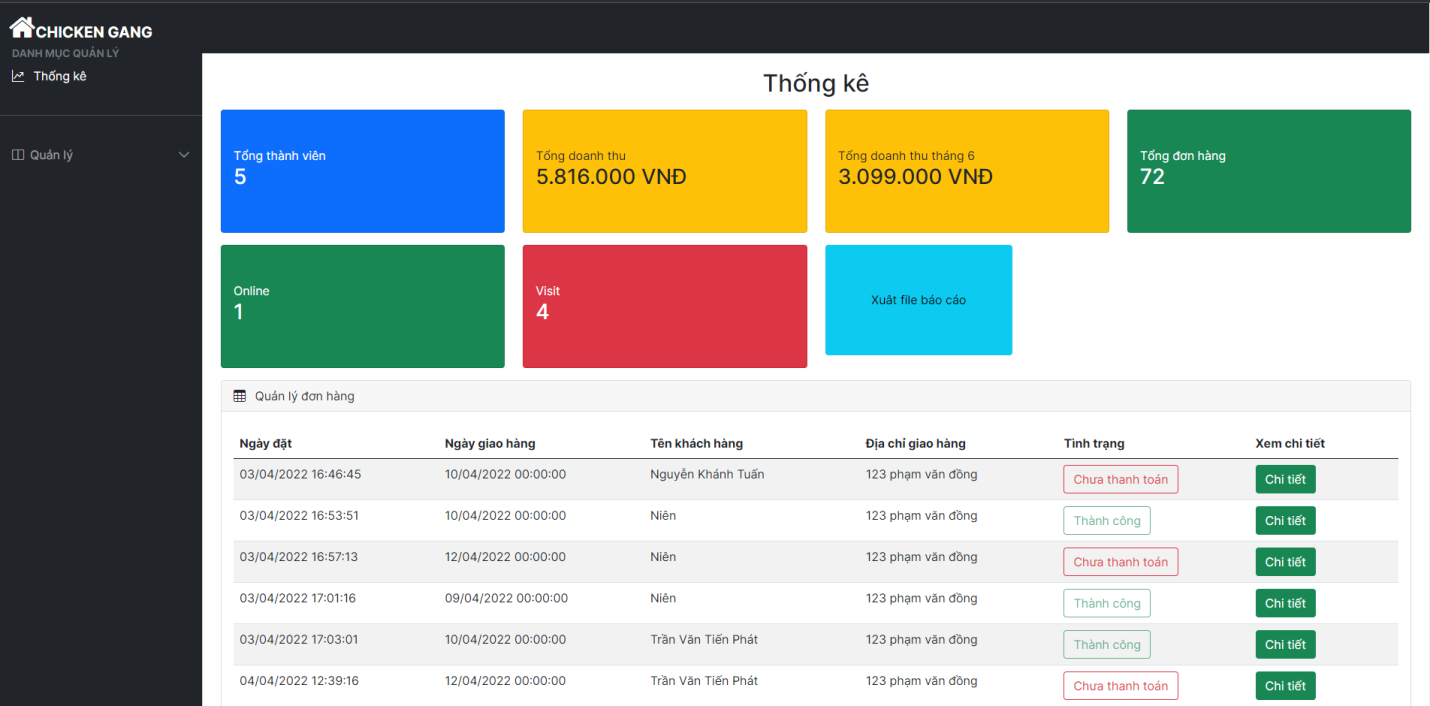 CHICKEN GANG
DANH MỤC QUẢN LÝ
Thống kê
Quản lý
Thống kê
Tổng thành viên
5
Tổng doanh thu
5.816.000 VNĐ
Tổng doanh thu tháng 6
3.099.000 VNĐ
Tổng đơn hàng
72
Online
1
Visit
4
Xuât file báo cáo
Quản lý đơn hàng
Ngày đặt Ngày giao hàng Tên khách hàng Địa chỉ giao hàng Tình trạng Xem chi tiết
03/04/2022 16:46:45 10/04/2022 00:00:00 Nguyễn Khánh Tuấn 123 phạm văn đồng Chưa thanh toán Chi tiết
03/04/2022 16:53:51 10/04/2022 00:00:00 Niên 123 phạm văn đồng Thành công Chi tiết
03/04/2022 16:57:13 12/04/2022 00:00:00 Niên 123 phạm văn đồng Chưa thanh toán Chi tiết
03/04/2022 17:01:16 09/04/2022 00:00:00 Niên 123 phạm văn đồng Thành công Chi tiết
03/04/2022 17:03:01 10/04/2022 00:00:00 Trần Văn Tiến Phát 123 phạm văn đồng Thành công Chi tiết
04/04/2022 12:39:16 12/04/2022 00:00:00 Trần Văn Tiến Phát 123 phạm văn đồng Chưa thanh toán Chi tiết